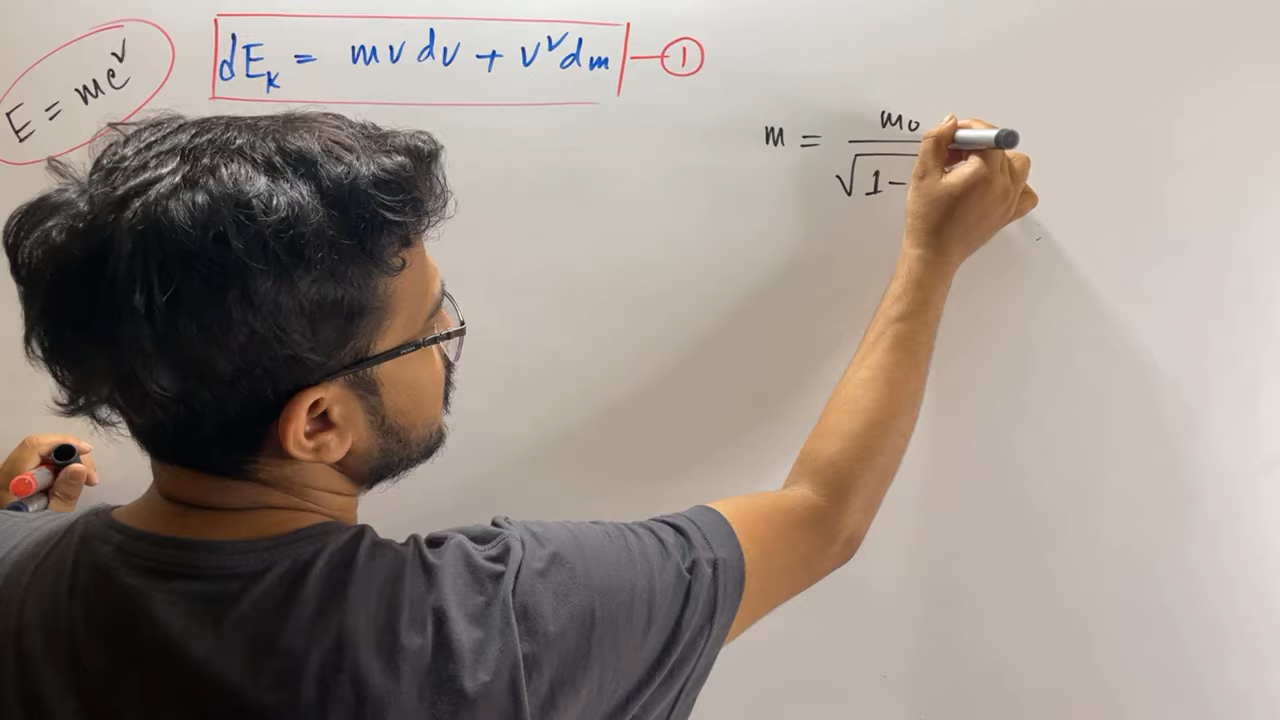 E = mc²
dE_k = mv dv + v² dm —①
m = m₀ / √1-